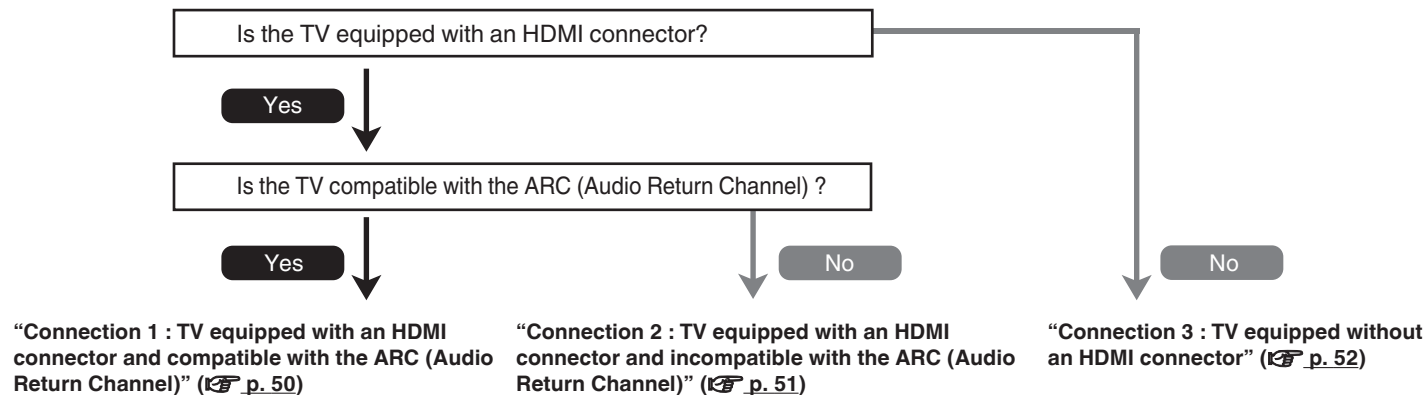 Is the TV equipped with an HDMI connector?
Yes
Is the TV compatible with the ARC (Audio Return Channel) ?
Yes
No
No
“Connection 1 : TV equipped with an HDMI
connector and compatible with the ARC (Audio
Return Channel)” (☞ p. 50)
“Connection 2 : TV equipped with an HDMI
connector and incompatible with the ARC (Audio
Return Channel)” (☞ p. 51)
“Connection 3 : TV equipped without
an HDMI connector” (☞ p. 52)